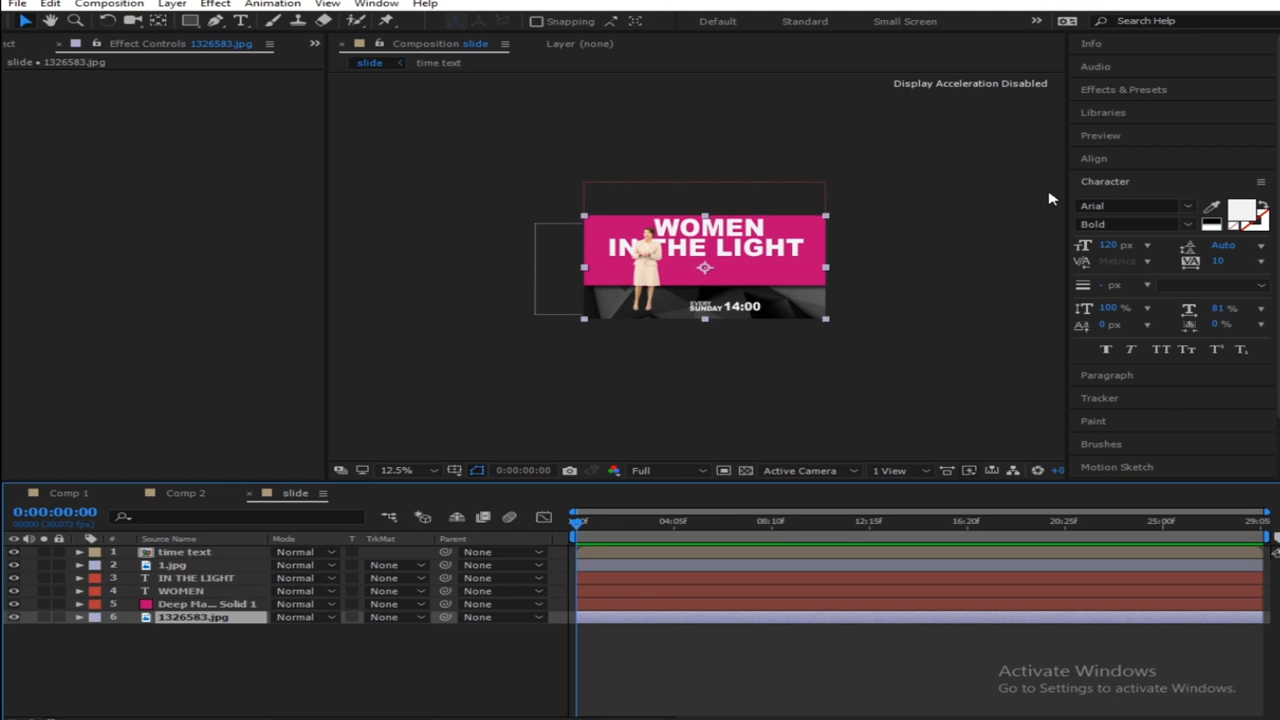 File Edit Composition Layer Effect Animation View Window Help
Snapping Default Standard Small Screen Search Help
Effect Controls 1326583.jpg Composition slide Layer (none) Info
slide • 1326583.jpg slide time text
Audio
Display Acceleration Disabled Effects & Presets
Libraries
Preview
Align
Character
Arial
Bold
WOMEN
IN THE LIGHT
EVERY
SUNDAY 14:00
120 px Auto
Metrics 10
- px
100 % 81 %
0 px 0 %
Paragraph
Tracker
Paint
Brushes
Motion Sketch
12.5% 0:00:00:00 Full Active Camera 1 View +0
Comp 1 Comp 2 slide
0:00:00:00
00000 (30.072 fps)
04:05f 08:10f 12:15f 16:20f 20:25f 25:00f 29:05
# Source Name Mode T TrkMat Parent
1 time text Normal None
2 1.jpg Normal None None
3 IN THE LIGHT Normal None None
4 WOMEN Normal None None
5 Deep Ma... Solid 1 Normal None None
6 1326583.jpg Normal None None
Activate Windows
Go to Settings to activate Windows.